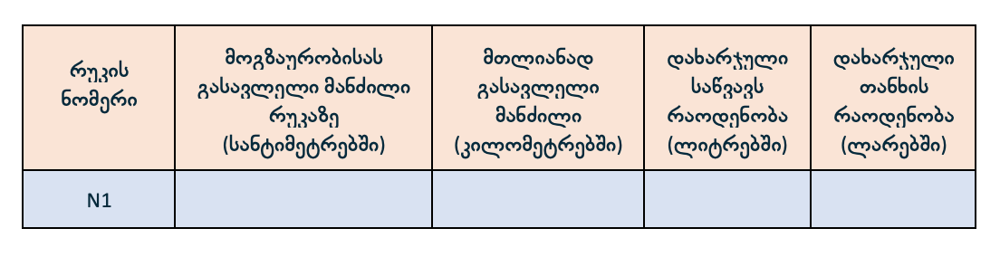 რუკის
ნომერი
მოგზაურობისას
გასავლელი მანძილი
რუკაზე
(სანტიმეტრებში)
მთლიანად
გასავლელი
მანძილი
(კილომეტრებში)
დახარჯული
საწვავს
რაოდენობა
(ლიტრებში)
დახარჯული
თანხის
რაოდენობა
(ლარებში)
N1